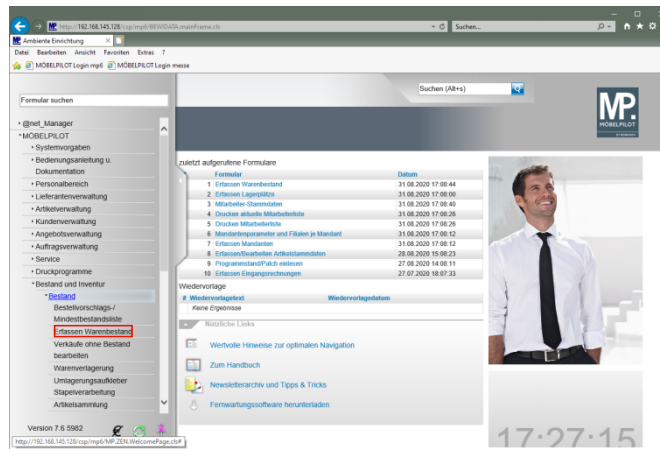 http://192.168.145.128/csp/mp6/BEWIDATA.mainFrame.cls
Suchen...
Ambiente Einrichtung
Datei Bearbeiten Ansicht Favoriten Extras ?
MÖBELPILOT Login mp6 MÖBELPILOT Login messe
Suchen (Alt+s)
Formular suchen
MP.
MÖBELPILOT
@net_Manager
MÖBELPILOT
Systemvorgaben
Bedienungsanleitung u.
Dokumentation
Personalbereich
Lieferantenverwaltung
Artikelverwaltung
Kundenverwaltung
Angebotsverwaltung
Auftragsverwaltung
Service
Druckprogramme
Bestand und Inventur
Bestand
Bestellvorschlags-/
Mindestbestandsliste
Erfassen Warenbestand
Verkäufe ohne Bestand
bearbeiten
Warenverlagerung
Umlagerungsaufkleber
Stapelverarbeitung
Artikelsammlung
Version 7.6 5982
http://192.168.145.128/csp/mp6/MP.ZEN.WelcomePage.cls#
zuletzt aufgerufene Formulare
Formular Datum
1 Erfassen Warenbestand 31.08.2020 17:08:44
2 Erfassen Lagerplätze 31.08.2020 17:08:00
3 Mitarbeiter-Stammdaten 31.08.2020 17:08:40
4 Drucken aktuelle Mitarbeiterliste 31.08.2020 17:08:26
5 Drucken Mitarbeiterliste 31.08.2020 17:08:26
6 Mandantenparameter und Filialen je Mandant 31.08.2020 17:08:12
7 Erfassen Mandanten 31.08.2020 17:08:12
8 Erfassen/Bearbeiten Artikelstammdaten 28.08.2020 15:08:23
9 Programmstand/Patch einlesen 27.08.2020 14:08:11
10 Erfassen Eingangsrechnungen 27.07.2020 18:07:33
Wiedervorlage
# Wiedervorlagetext Wiedervorlagedatum
Keine Ergebnisse
Nützliche Links
Wertvolle Hinweise zur optimalen Navigation
Zum Handbuch
Newsletterarchiv und Tipps & Tricks
Fernwartungssoftware herunterladen
17:27:15